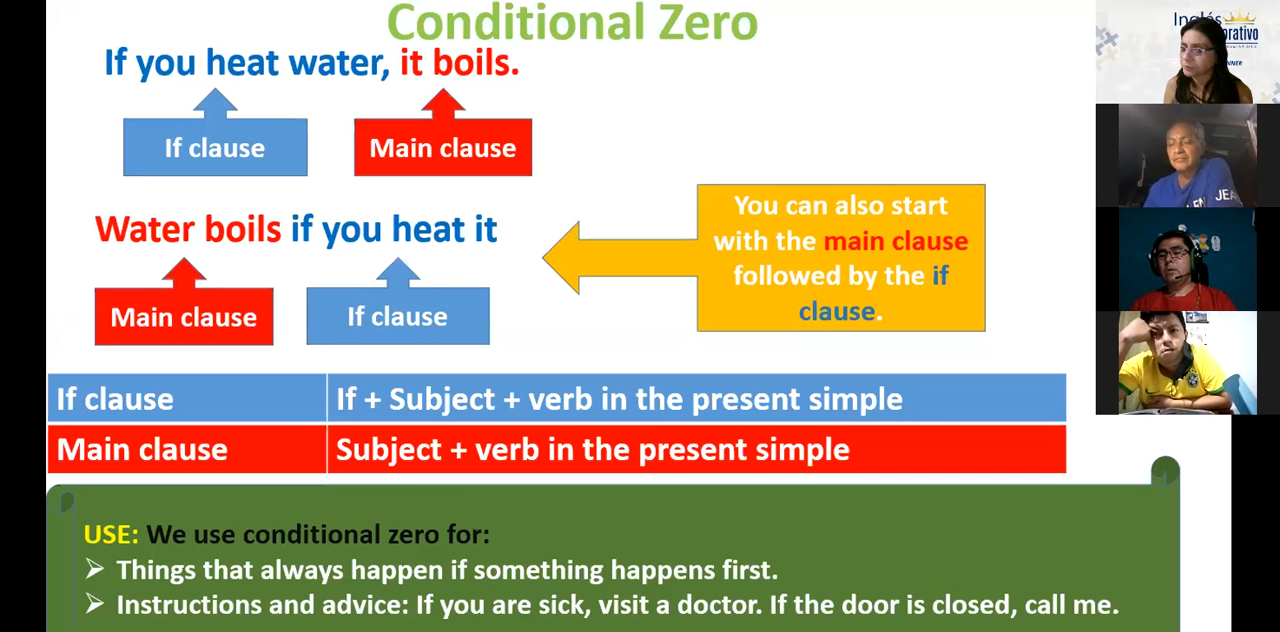 Conditional Zero
If you heat water, it boils.
If clause
Main clause
Water boils if you heat it
Main clause
If clause
You can also start
with the main clause
followed by the if
clause.
If clause
If + Subject + verb in the present simple
Main clause
Subject + verb in the present simple
USE: We use conditional zero for:
➢ Things that always happen if something happens first.
➢ Instructions and advice: If you are sick, visit a doctor. If the door is closed, call me.
Inglés